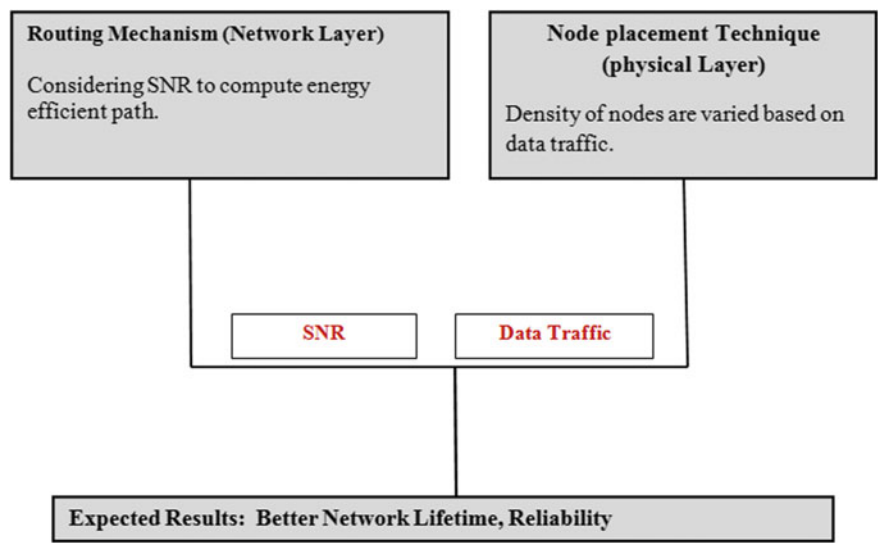 Routing Mechanism (Network Layer)
Considering SNR to compute energy
efficient path.
Node placement Technique
(physical Layer)
Density of nodes are varied based on
data traffic.
SNR
Data Traffic
Expected Results: Better Network Lifetime, Reliability